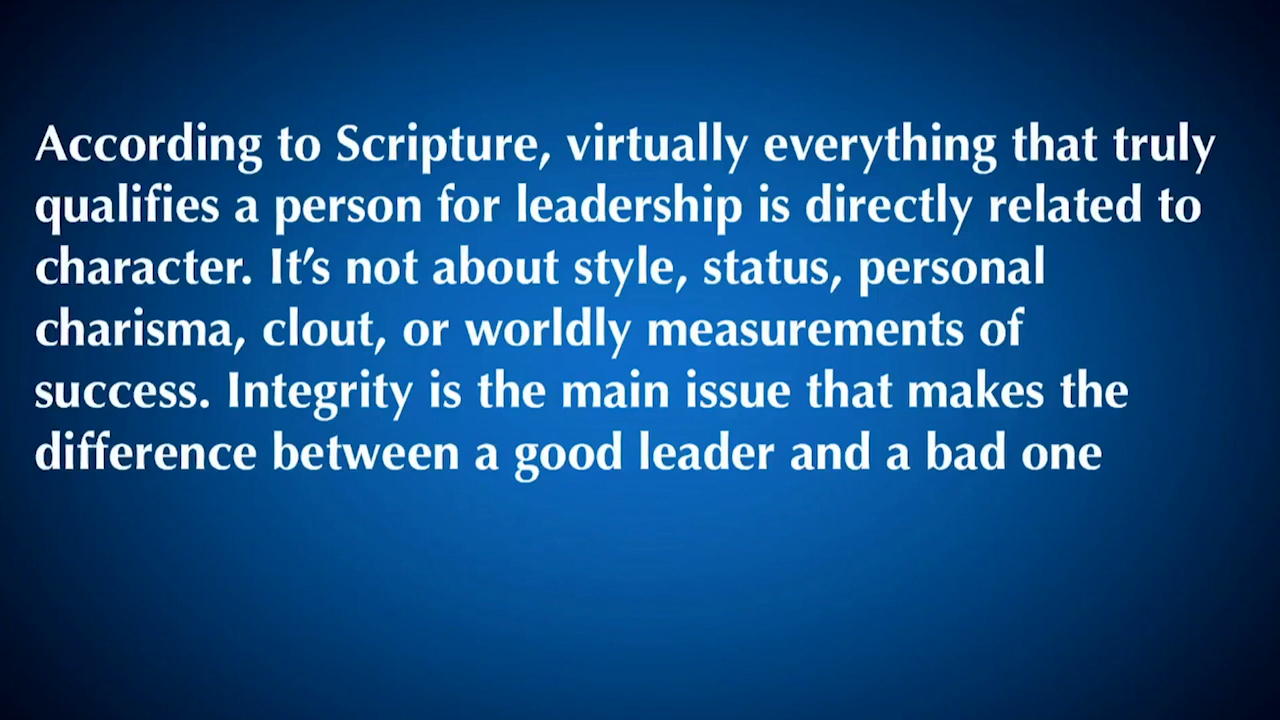 According to Scripture, virtually everything that truly
qualifies a person for leadership is directly related to
character. It’s not about style, status, personal
charisma, clout, or worldly measurements of
success. Integrity is the main issue that makes the
difference between a good leader and a bad one